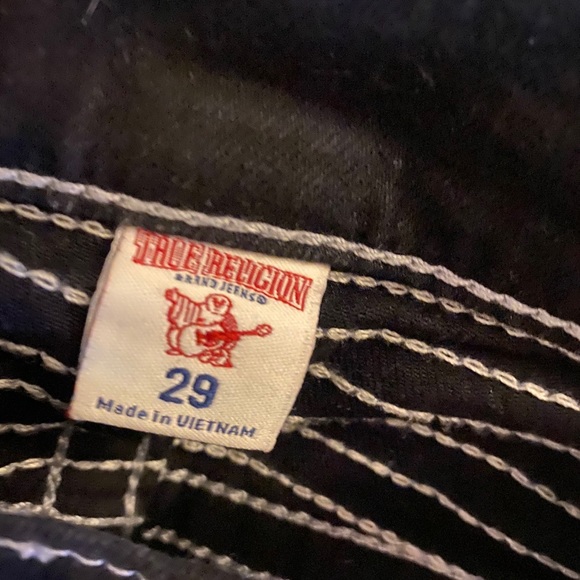 TRUE RELIGION
BRAND JEANS®
29
Made in VIETNAM